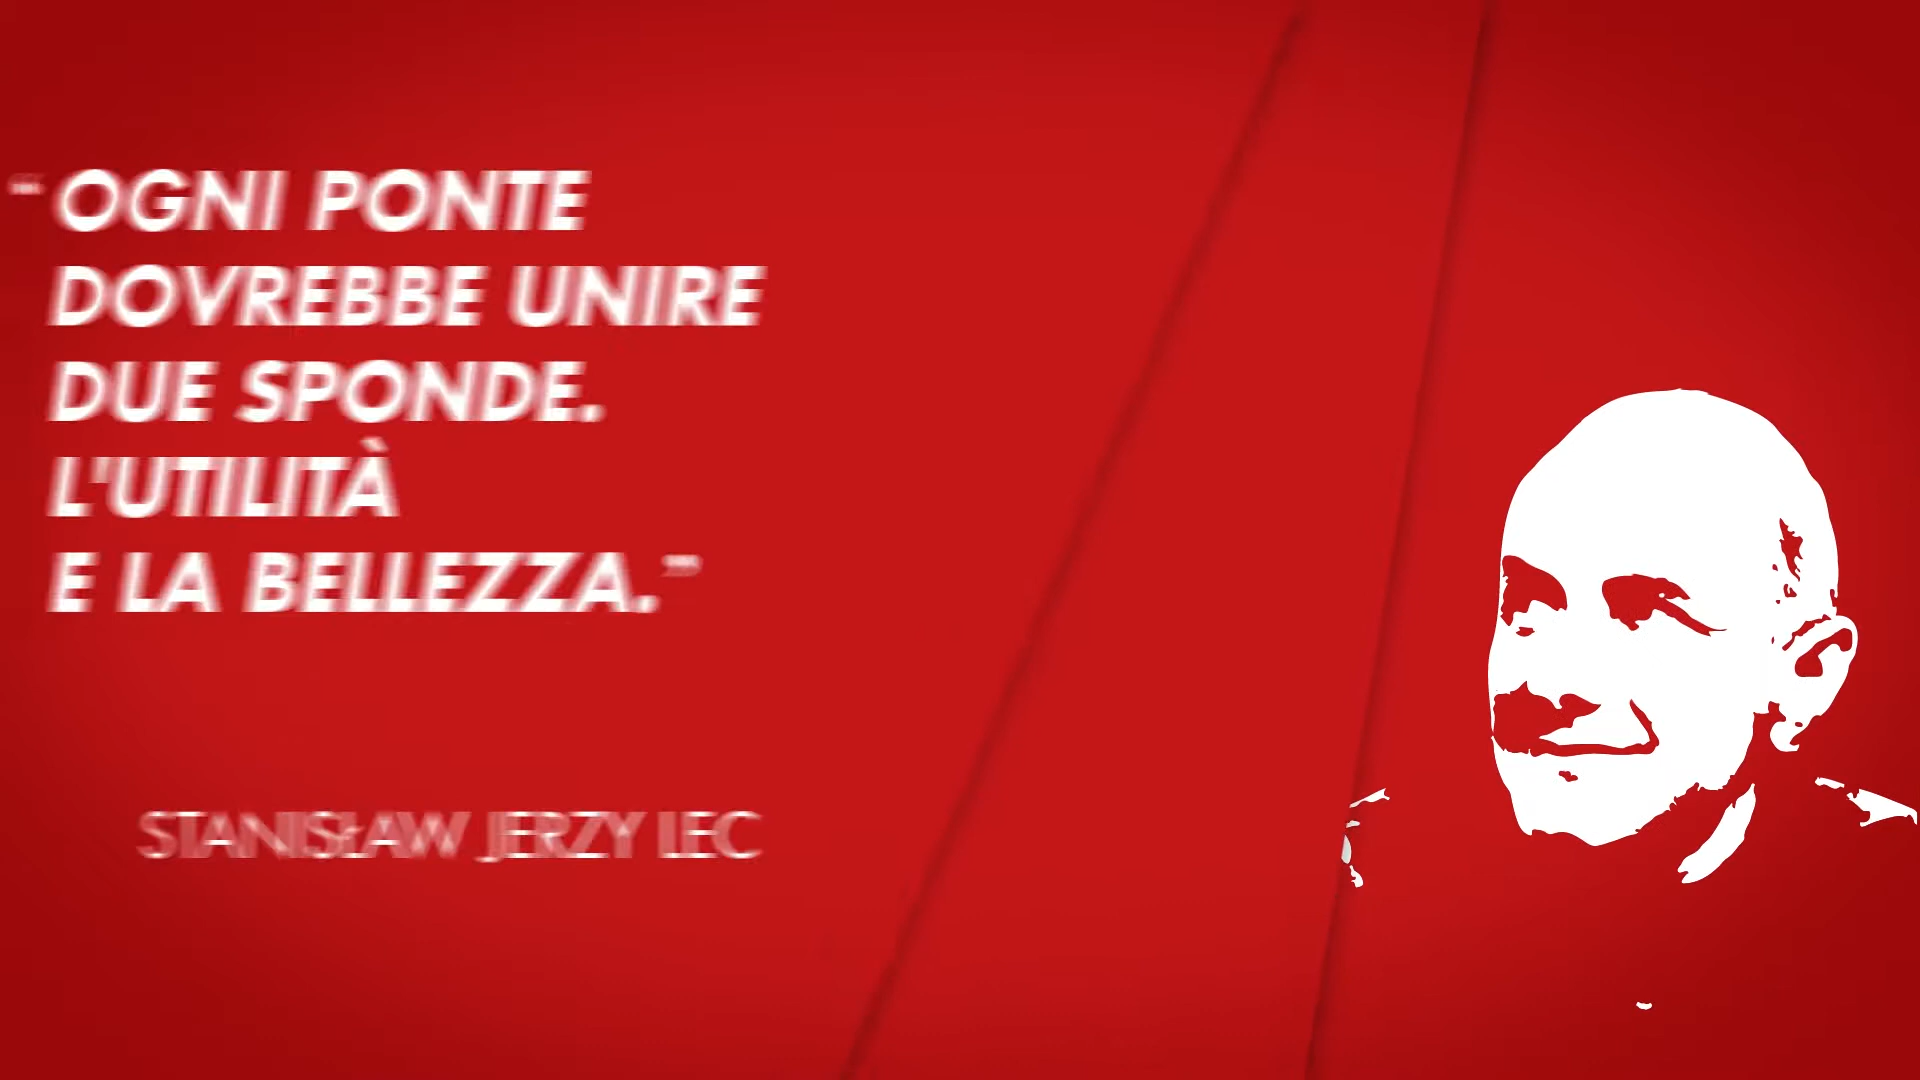 "OGNI PONTE
DOVREBBE UNIRE
DUE SPONDE.
L'UTILITÀ
E LA BELLEZZA."
STANISŁAW JERZY LEC